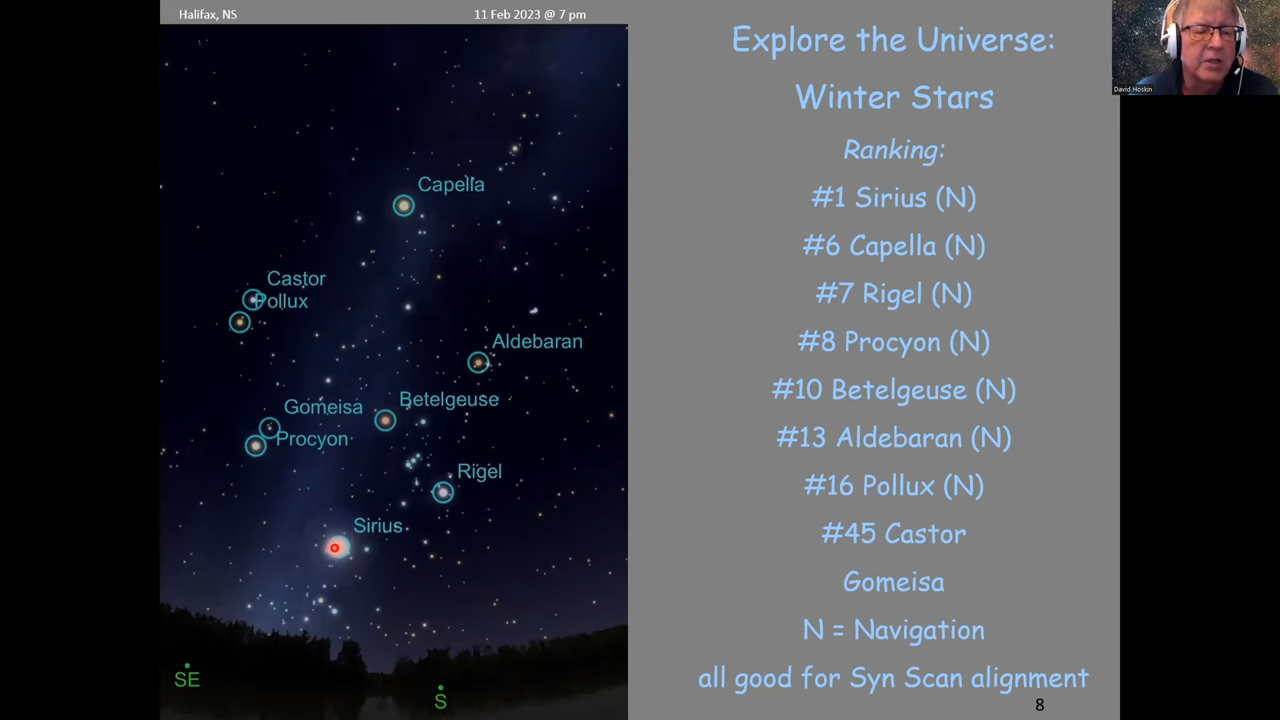 Halifax, NS
11 Feb 2023 @ 7 pm
Capella
Castor
Pollux
Aldebaran
Gomeisa
Betelgeuse
Procyon
Rigel
Sirius
SE
S
Explore the Universe:
Winter Stars
Ranking:
#1 Sirius (N)
#6 Capella (N)
#7 Rigel (N)
#8 Procyon (N)
#10 Betelgeuse (N)
#13 Aldebaran (N)
#16 Pollux (N)
#45 Castor
Gomeisa
N = Navigation
all good for Syn Scan alignment
8
David Hoskin